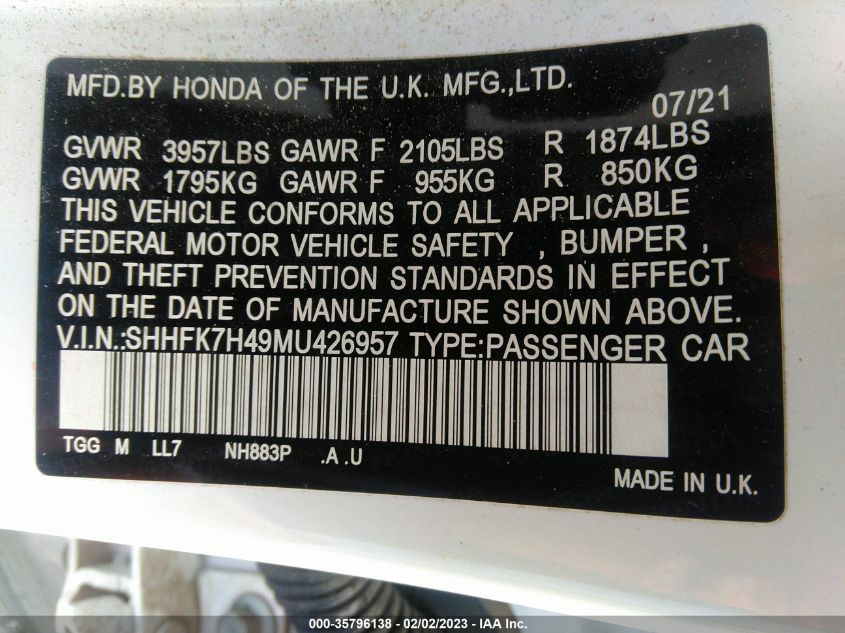 MFD.BY HONDA OF THE U.K. MFG.,LTD.
07/21
GVWR 3957LBS GAWR F 2105LBS R 1874LBS
GVWR 1795KG GAWR F 955KG R 850KG
THIS VEHICLE CONFORMS TO ALL APPLICABLE
FEDERAL MOTOR VEHICLE SAFETY , BUMPER ,
AND THEFT PREVENTION STANDARDS IN EFFECT
ON THE DATE OF MANUFACTURE SHOWN ABOVE.
V.I.N.:SHHFK7H49MU426957 TYPE:PASSENGER CAR
TGG M LL7 NH883P .A .U
MADE IN U.K.
000-35796138 - 02/02/2023 - IAA Inc.